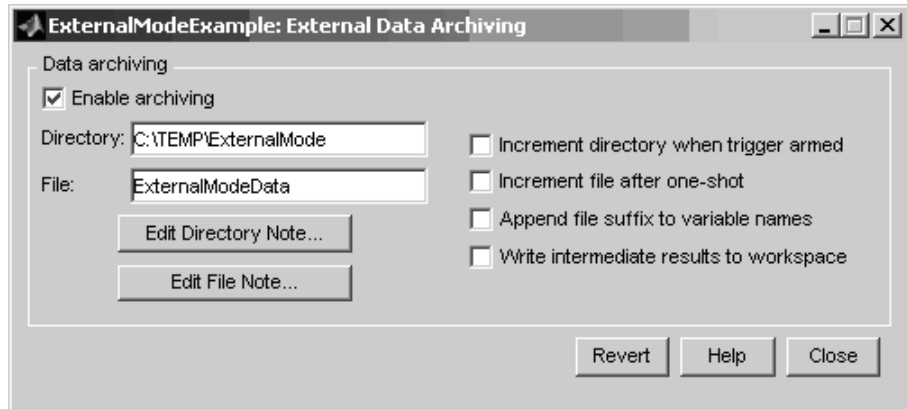 ExternalModeExample: External Data Archiving
Data archiving
Enable archiving
Directory: C:\TEMP\ExternalMode
File: ExternalModeData
Edit Directory Note...
Edit File Note...
Increment directory when trigger armed
Increment file after one-shot
Append file suffix to variable names
Write intermediate results to workspace
Revert Help Close